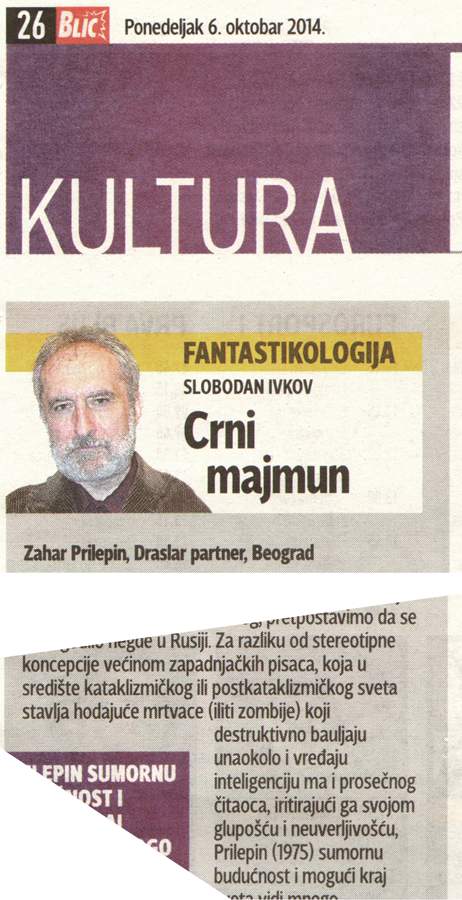 26 BLIC Ponedeljak 6. oktobar 2014.
KULTURA
FANTASTIKOLOGIJA
SLOBODAN IVKOV
Crni
majmun
Zahar Prilepin, Draslar partner, Beograd
pretpostavimo da se
negde u Rusiji. Za razliku od stereotipne
koncepcije većinom zapadnjačkih pisaca, koja u
središte kataklizmičkog ili postkataklizmičkog sveta
stavlja hodajuće mrtvace (iliti zombije) koji
destruktivno bauljaju
unaokolo i vređaju
inteligenciju ma i prosečnog
čitaoca, iritirajući ga svojom
glupošću i neuverljivošću,
Prilepin (1975) sumornu
budućnost i mogući kraj
vidi mnogo
SUMORNU
I